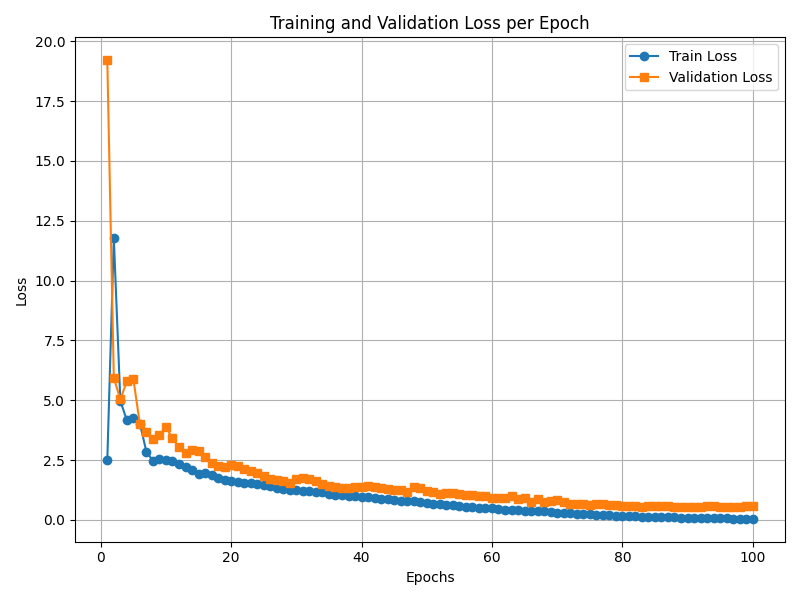 Training and Validation Loss per Epoch
Train Loss
Validation Loss
20.0
17.5
15.0
12.5
10.0
7.5
5.0
2.5
0.0
Loss
0 20 40 60 80 100
Epochs